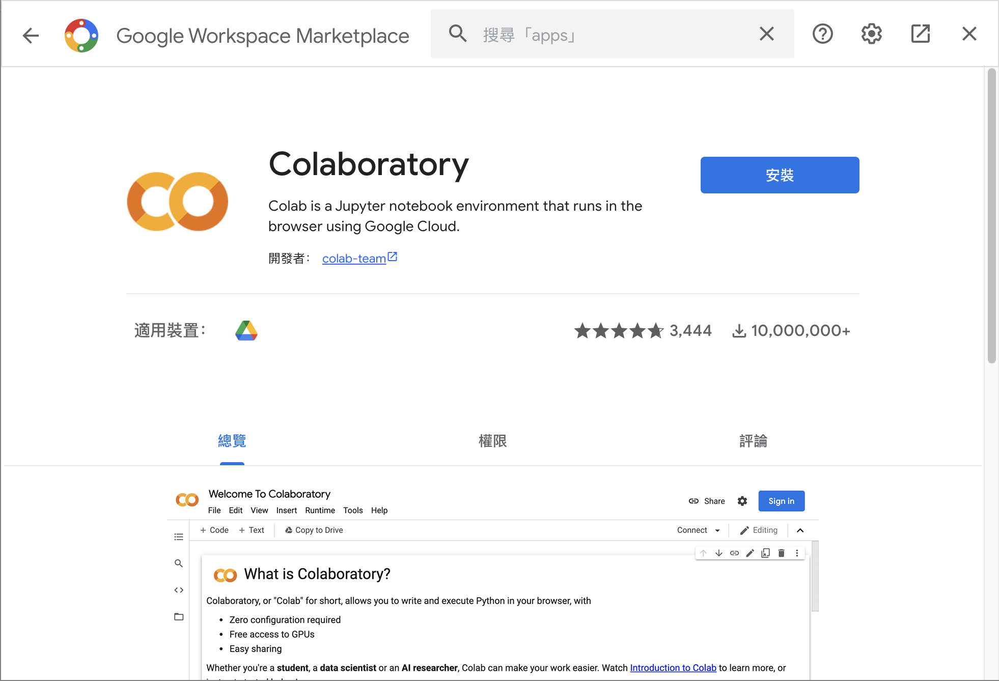 Google Workspace Marketplace
搜尋「apps」
Colaboratory
安裝
Colab is a Jupyter notebook environment that runs in the
browser using Google Cloud.
開發者： colab-team
適用裝置：
3,444 10,000,000+
總覽 權限 評論
Welcome To Colaboratory
File Edit View Insert Runtime Tools Help
Share Sign in
+ Code + Text Copy to Drive Connect Editing
What is Colaboratory?
Colaboratory, or "Colab" for short, allows you to write and execute Python in your browser, with
• Zero configuration required
• Free access to GPUs
• Easy sharing
Whether you're a student, a data scientist or an AI researcher, Colab can make your work easier. Watch Introduction to Colab to learn more, or